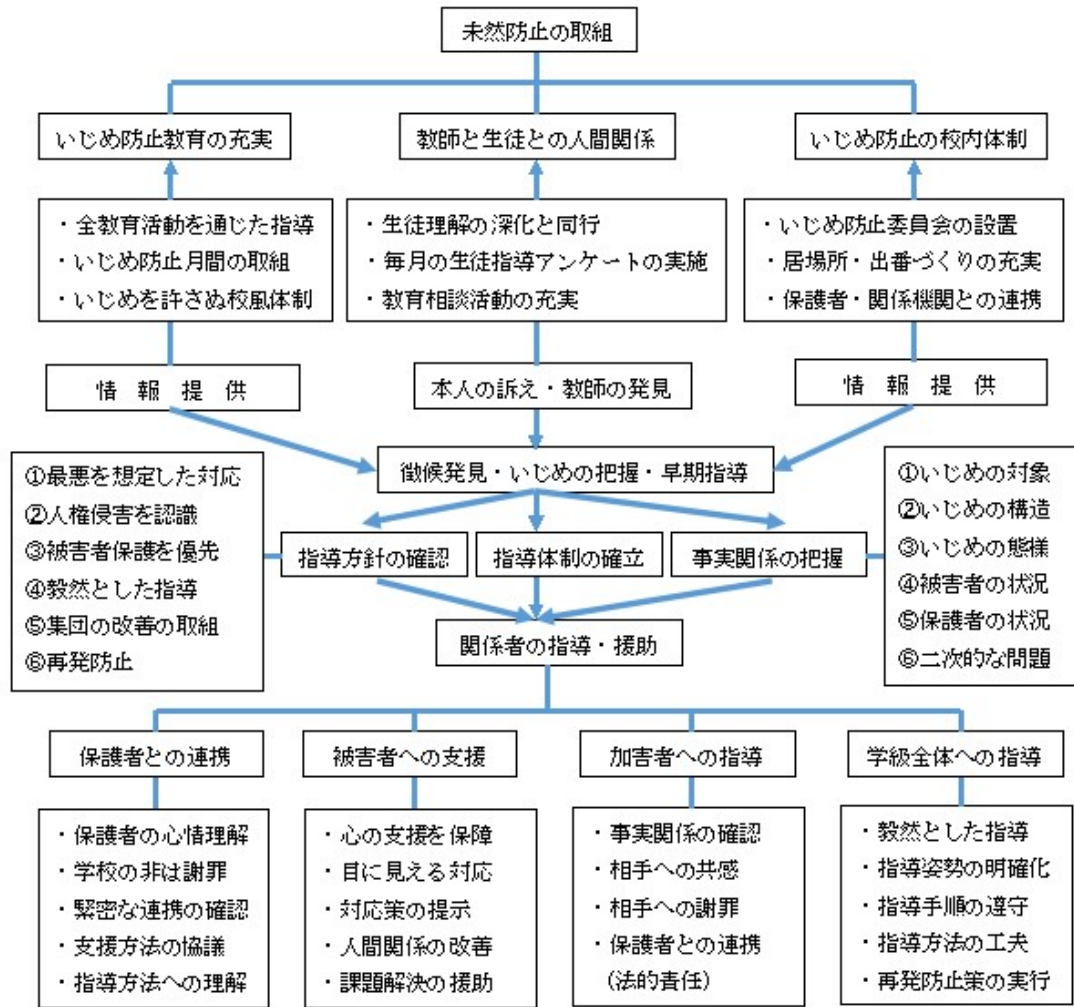 未然防止の取組
いじめ防止教育の充実
教師と生徒との人間関係
いじめ防止の校内体制
・全教育活動を通じた指導
・いじめ防止月間の取組
・いじめを許さぬ校風体制
・生徒理解の深化と同行
・毎月の生徒指導アンケートの実施
・教育相談活動の充実
・いじめ防止委員会の設置
・居場所・出番づくりの充実
・保護者・関係機関との連携
情 報 提 供
本人の訴え・教師の発見
情 報 提 供
徴候発見・いじめの把握・早期指導
①最悪を想定した対応
②人権侵害を認識
③被害者保護を優先
④毅然とした指導
⑤集団の改善の取組
⑥再発防止
指導方針の確認
指導体制の確立
事実関係の把握
①いじめの対象
②いじめの構造
③いじめの態様
④被害者の状況
⑤保護者の状況
⑥二次的な問題
関係者の指導・援助
保護者との連携
被害者への支援
加害者への指導
学級全体への指導
・保護者の心情理解
・学校の非は謝罪
・緊密な連携の確認
・支援方法の協議
・指導方法への理解
・心の支援を保障
・目に見える対応
・対応策の提示
・人間関係の改善
・課題解決の援助
・事実関係の確認
・相手への共感
・相手への謝罪
・保護者との連携
(法的責任)
・毅然とした指導
・指導姿勢の明確化
・指導手順の遵守
・指導方法の工夫
・再発防止策の実行